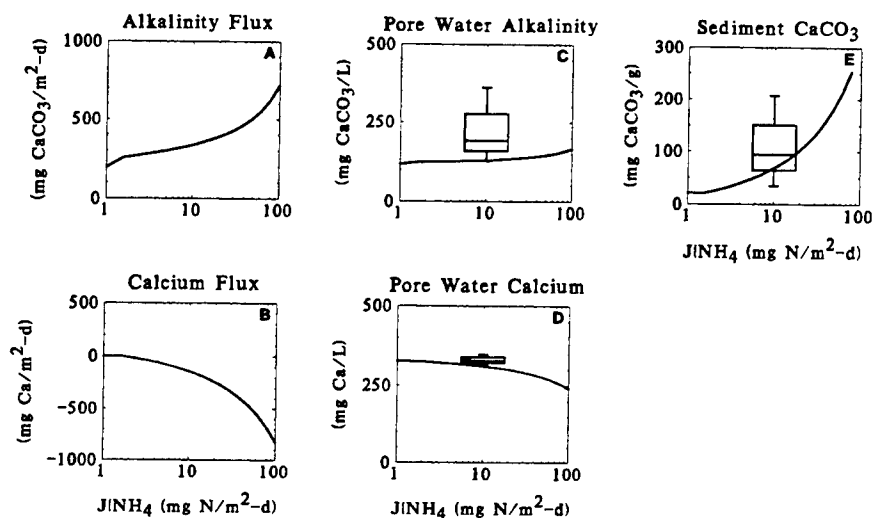 Alkalinity Flux
(mg CaCO3/m2-d)
1000
500
0
1
10
100
A
Pore Water Alkalinity
(mg CaCO3/L)
500
250
0
1
10
100
C
Sediment CaCO3
(mg CaCO3/g)
300
200
100
0
1
10
100
E
J[NH4 (mg N/m2-d)
Calcium Flux
(mg Ca/m2-d)
500
0
-500
-1000
1
10
100
B
J[NH4 (mg N/m2-d)
Pore Water Calcium
(mg Ca/L)
500
250
0
1
10
100
D
J[NH4 (mg N/m2-d)